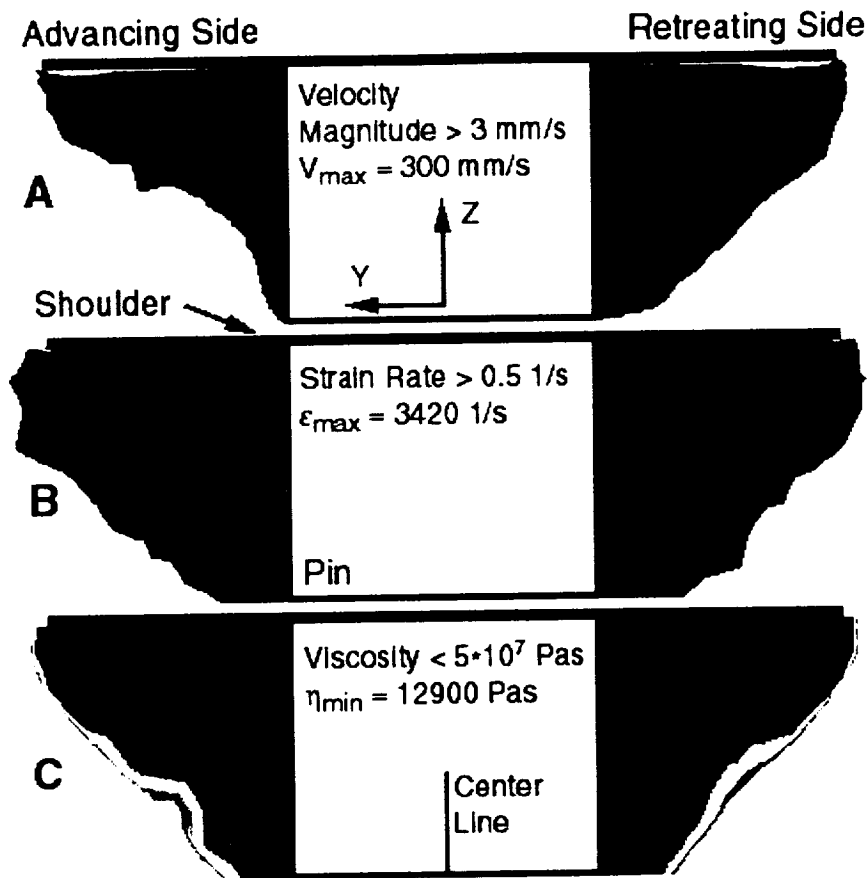 Advancing Side
Retreating Side
Velocity
Magnitude > 3 mm/s
Vmax = 300 mm/s
A
Z
Y
Shoulder
Strain Rate > 0.5 1/s
εmax = 3420 1/s
B
Pin
Viscosity < 5*10⁷ Pas
ηmin = 12900 Pas
C
Center
Line